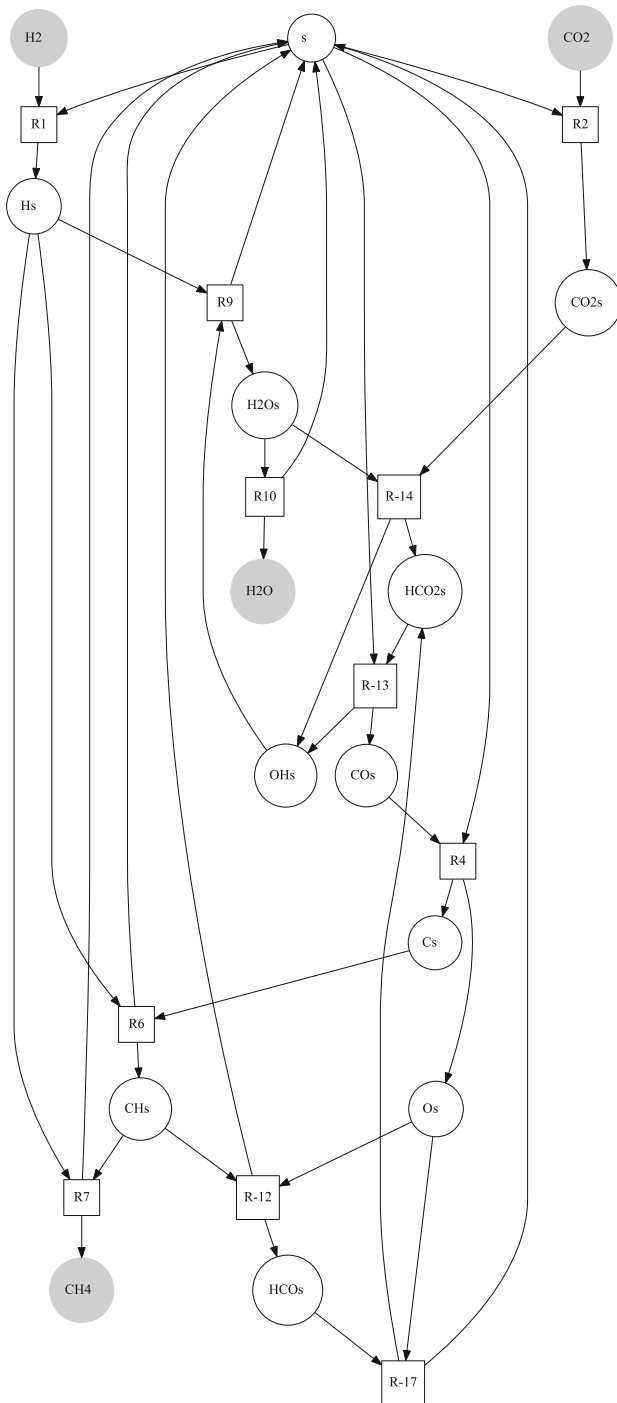 H2
s
CO2
R1
R2
Hs
R9
CO2s
H2Os
R10
R-14
H2O
HCO2s
R-13
OHs
COs
R4
Cs
R6
CHs
Os
R7
R-12
CH4
HCOs
R-17